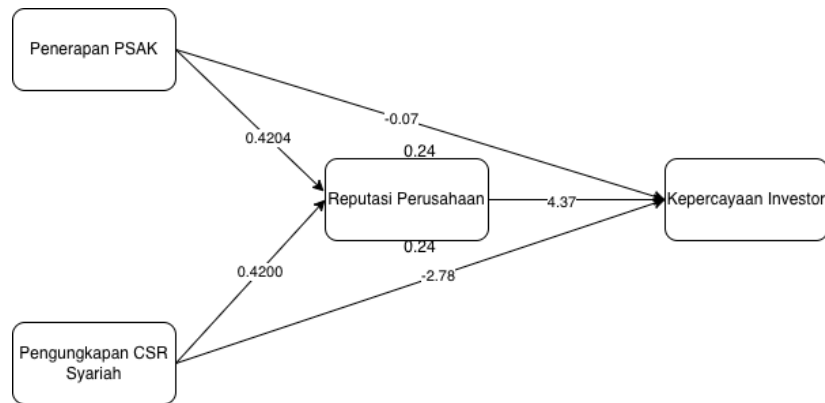 Penerapan PSAK
-0.07
0.4204
0.24
Reputasi Perusahaan
4.37
Kepercayaan Investor
0.24
0.4200
-2.78
Pengungkapan CSR
Syariah